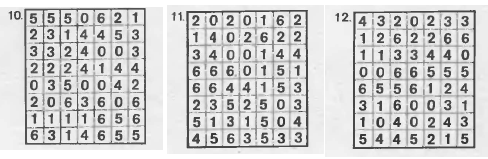 10.
5 5 5 0 6 2 1
2 3 1 4 4 5 3
3 3 2 4 0 0 3
2 2 2 4 1 4 4
0 3 5 0 0 4 2
2 0 6 3 6 0 6
1 1 1 1 6 5 6
6 3 1 4 6 5 5
11.
2 0 2 0 1 6 2
1 4 0 2 6 2 2
3 4 0 0 1 4 4
6 6 6 0 1 5 1
6 6 4 4 1 5 3
2 3 5 2 5 0 3
5 1 3 1 5 0 4
4 5 6 3 5 3 3
12.
4 3 2 0 2 3 3
1 2 6 2 2 6 6
1 1 3 3 4 4 0
0 0 6 6 5 5 5
6 5 5 6 1 2 4
3 1 6 0 0 3 1
1 0 4 0 2 4 3
5 4 4 5 2 1 5